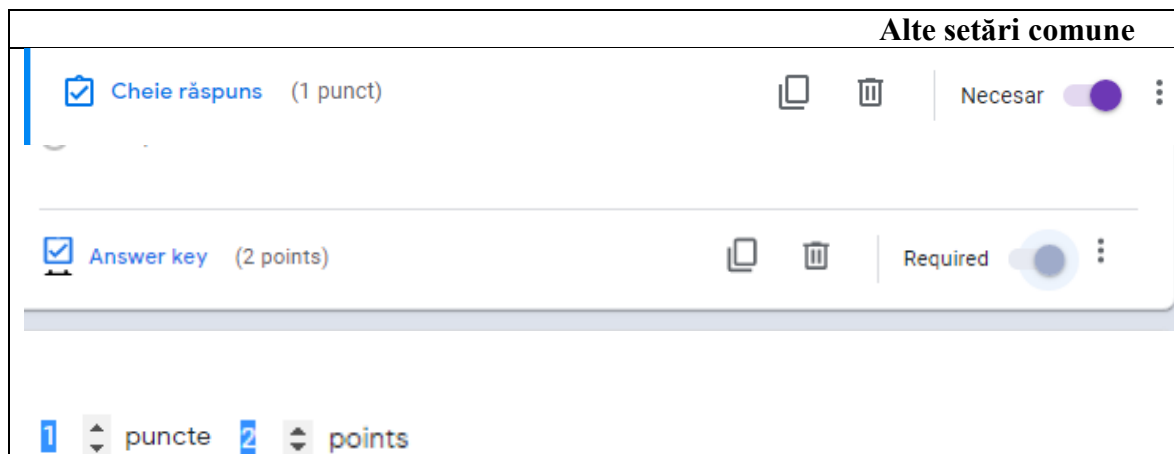 Alte setări comune
Cheie răspuns (1 punct) Necesar
Answer key (2 points) Required
1 puncte 2 points